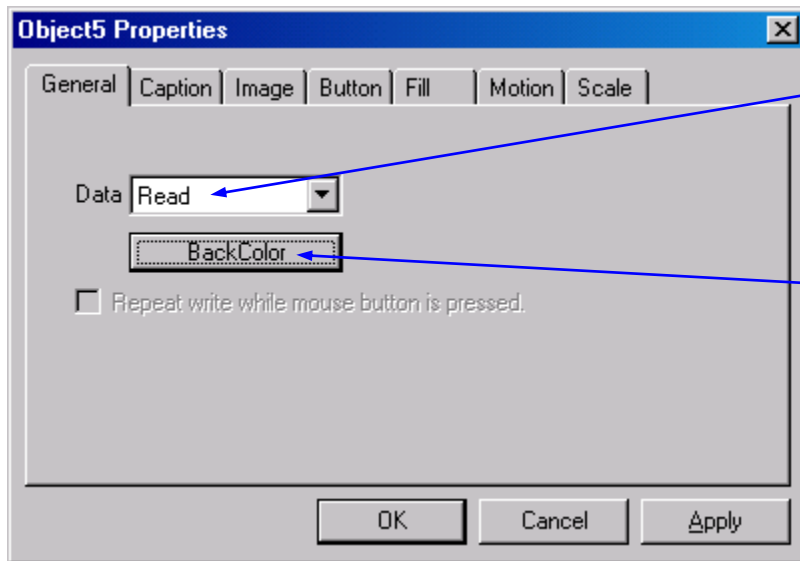 Object5 Properties
General Caption Image Button Fill Motion Scale
Data Read
BackColor
Repeat write while mouse button is pressed.
OK Cancel Apply